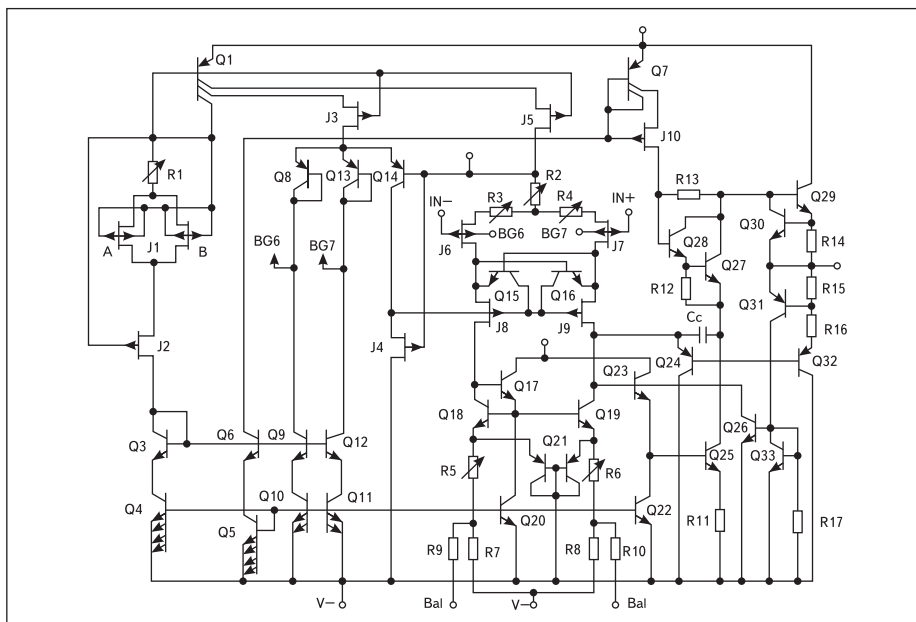 Q1
Q7
J3
J5
J10
R1
Q8
Q13
Q14
R2
R13
Q29
R3
R4
IN−
IN+
Q30
R14
A
J1
B
BG6
BG7
J6
BG6
BG7
J7
Q28
Q27
R12
Q31
R15
Q15
Q16
Cc
R16
J2
J4
J8
J9
Q24
Q32
Q17
Q23
Q18
Q19
Q3
Q6
Q9
Q12
Q21
Q26
Q25
Q33
R5
R6
Q4
Q10
Q11
Q5
Q20
Q22
R11
R17
R9
R7
R8
R10
V−
Bal
V−
Bal